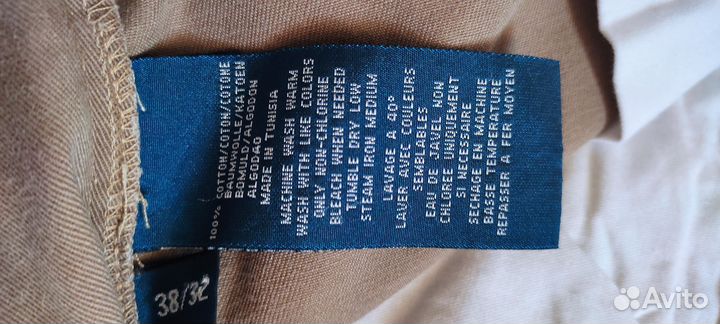 100% COTTON/COTON/COTONE
BAUMWOLLE/KATOEN
BOMULD/ALGODON
ALGODAO
MADE IN TUNISIA
MACHINE WASH WARM
WASH WITH LIKE COLORS
ONLY NON-CHLORINE
BLEACH WHEN NEEDED
TUMBLE DRY LOW
STEAM IRON MEDIUM
LAVAGE A 40°
LAVER AVEC COULEURS
SEMBLABLES
EAU DE JAVEL NON
CHLOREE UNIQUEMENT
SI NECESSAIRE
SECHAGE EN MACHINE
BASSE TEMPERATURE
REPASSER A FER MOYEN
38/32
Avito